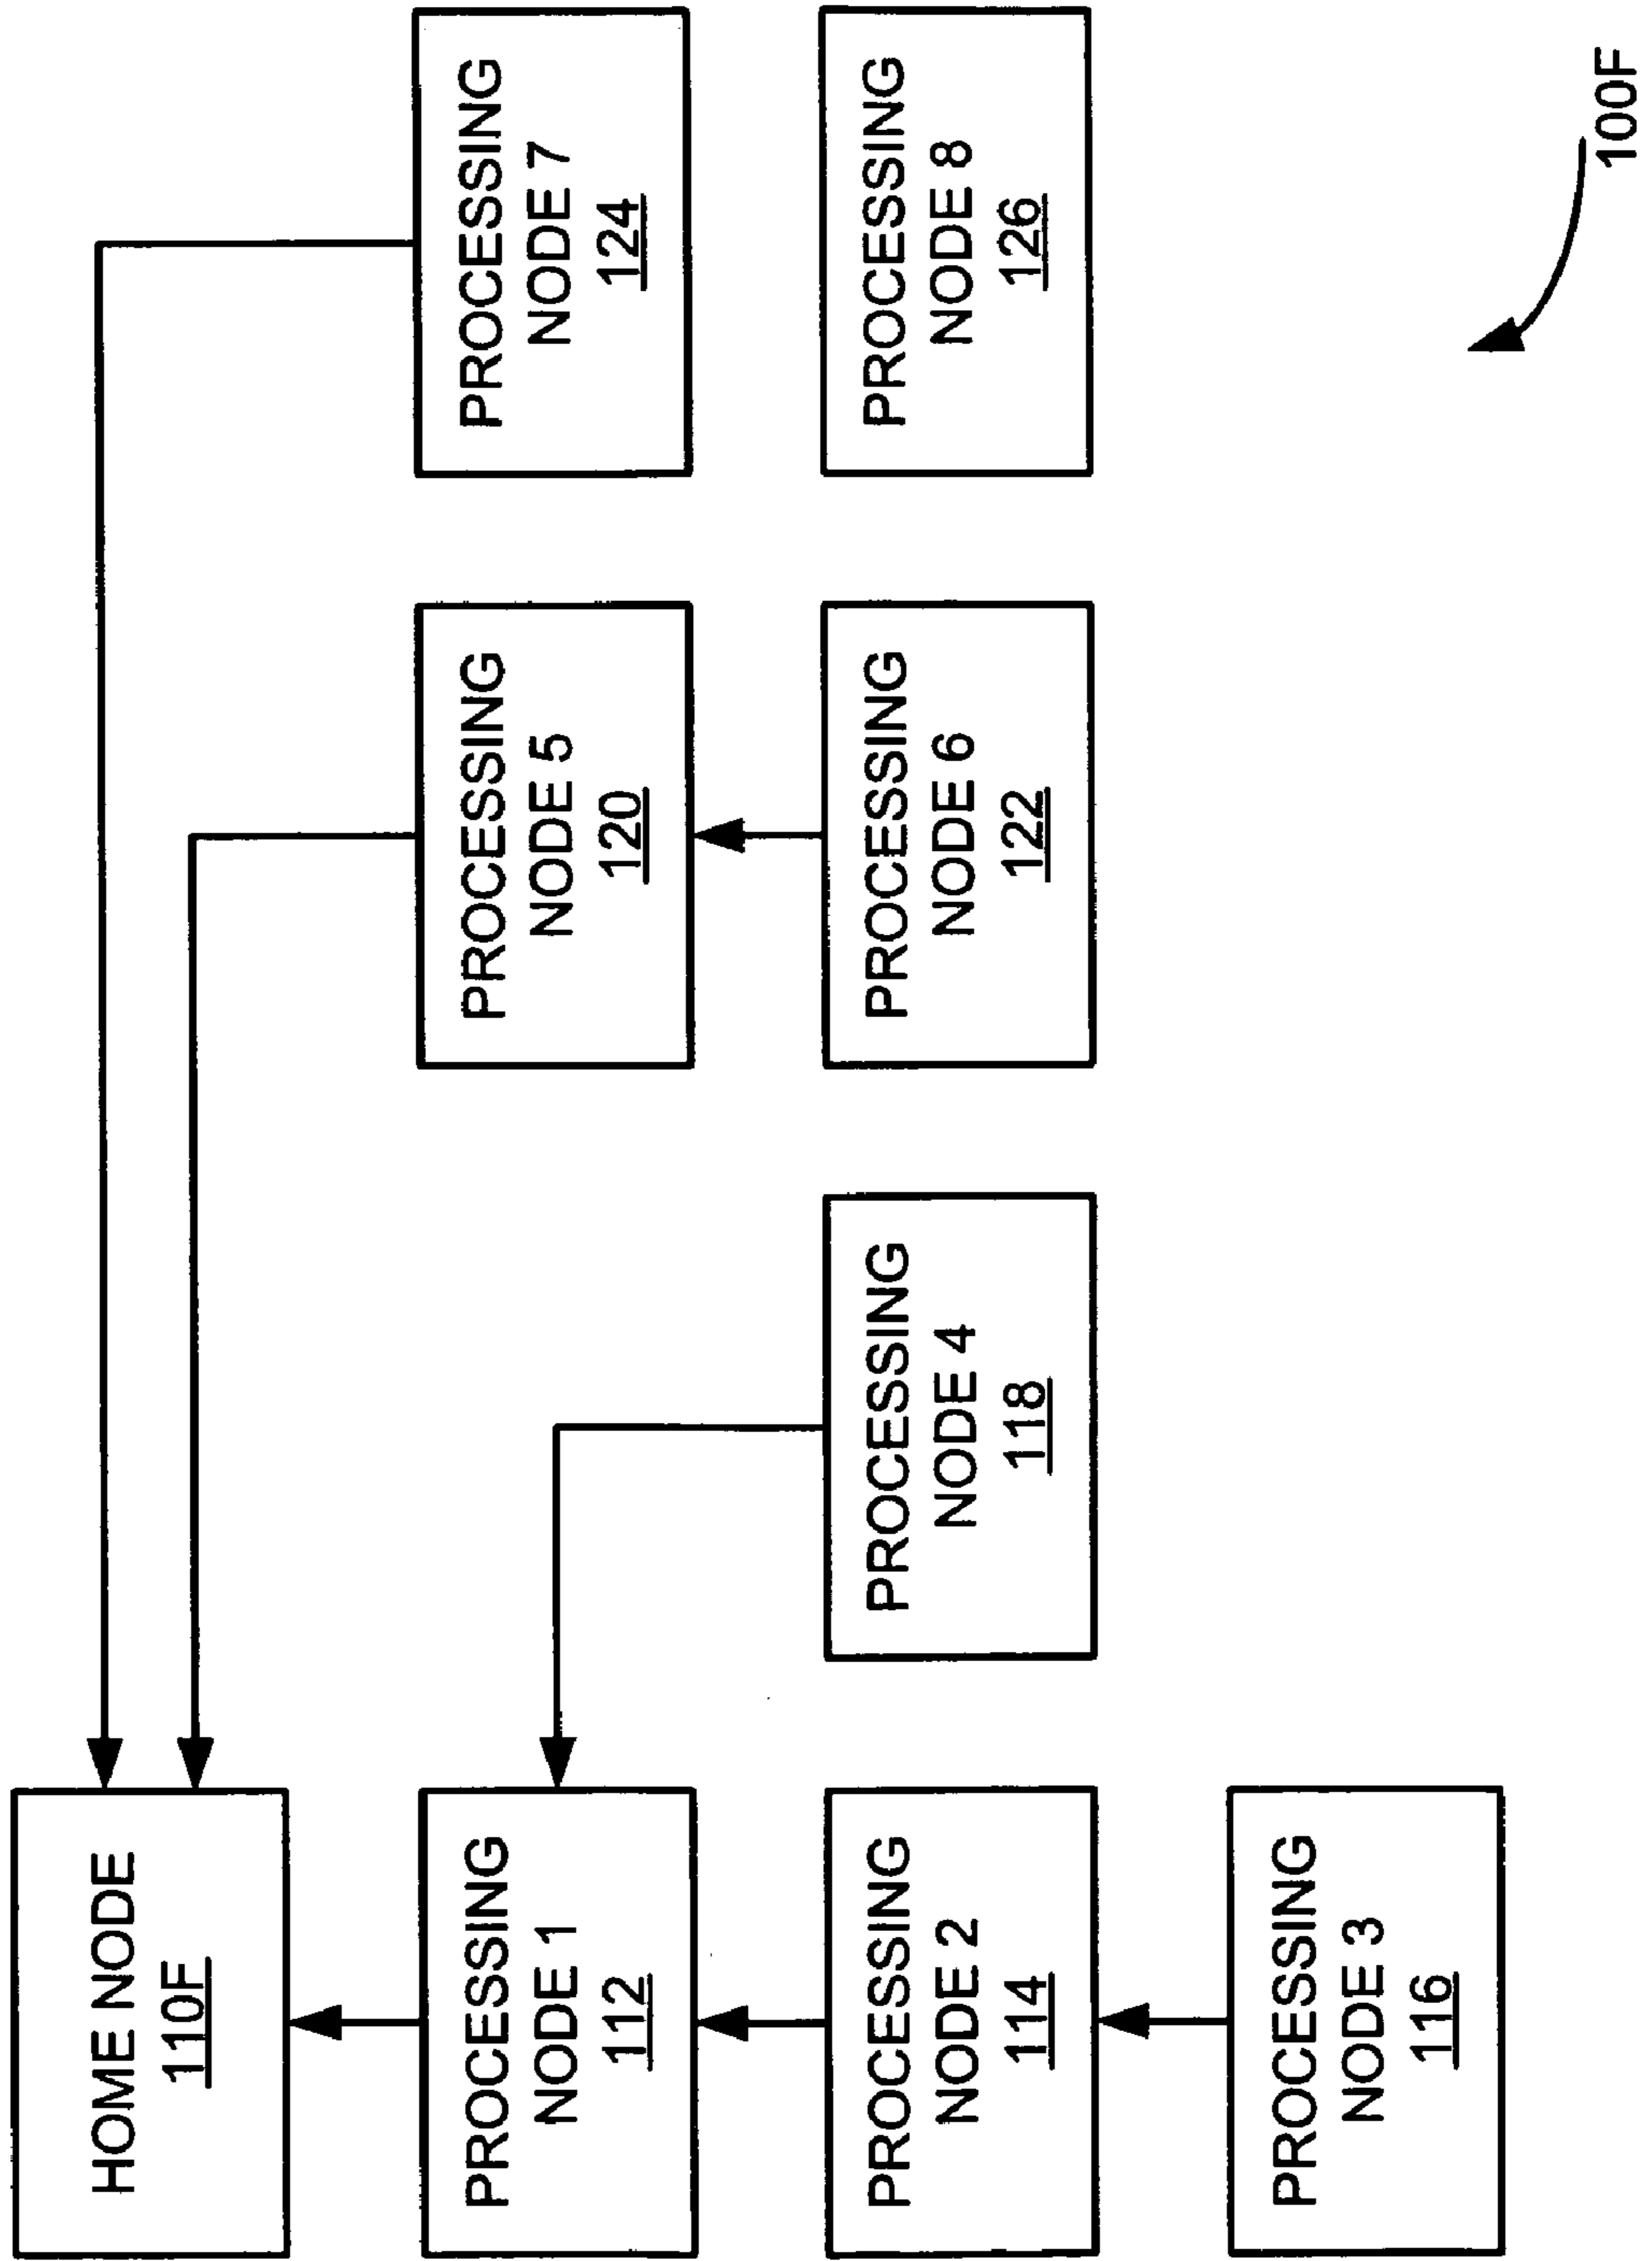 HOME NODE
110F
PROCESSING
NODE 1
112
PROCESSING
NODE 2
114
PROCESSING
NODE 3
116
PROCESSING
NODE 4
118
PROCESSING
NODE 5
120
PROCESSING
NODE 6
122
PROCESSING
NODE 7
124
PROCESSING
NODE 8
126
100F